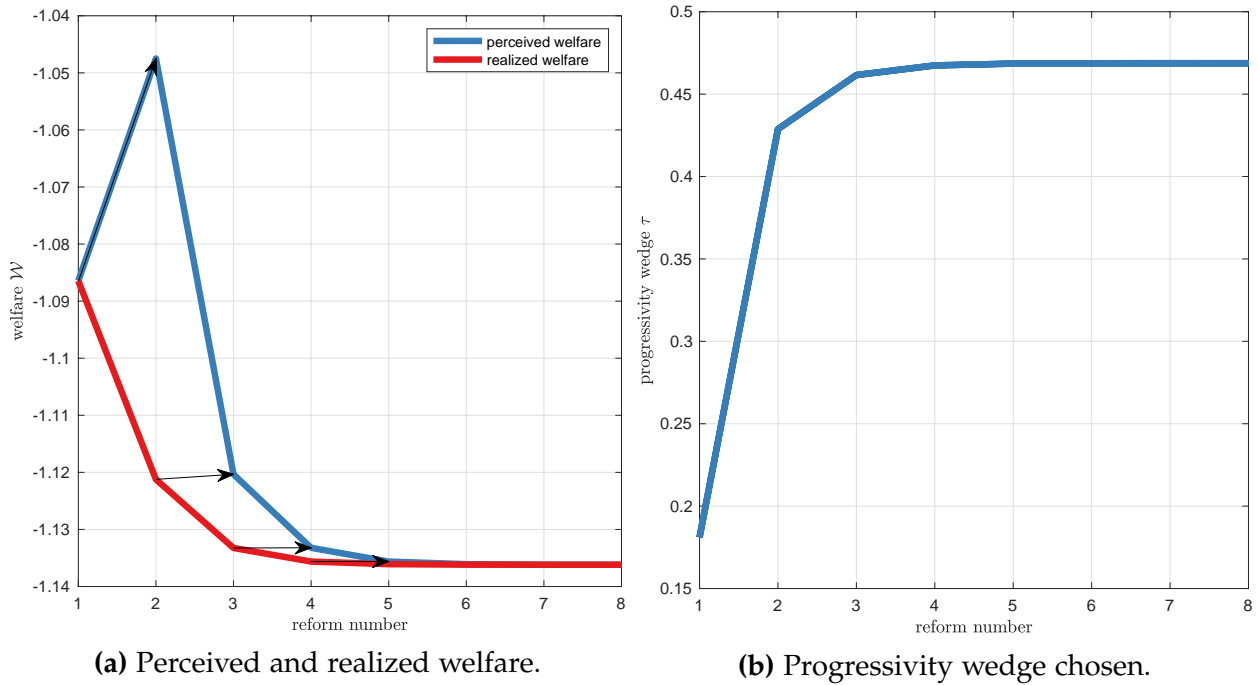 -1.04
-1.05
-1.06
-1.07
-1.08
-1.09
-1.1
-1.11
-1.12
-1.13
-1.14
welfare 𝒲
perceived welfare
realized welfare
1 2 3 4 5 6 7 8
reform number
(a) Perceived and realized welfare.
0.5
0.45
0.4
0.35
0.3
0.25
0.2
0.15
progressivity wedge τ
1 2 3 4 5 6 7 8
reform number
(b) Progressivity wedge chosen.